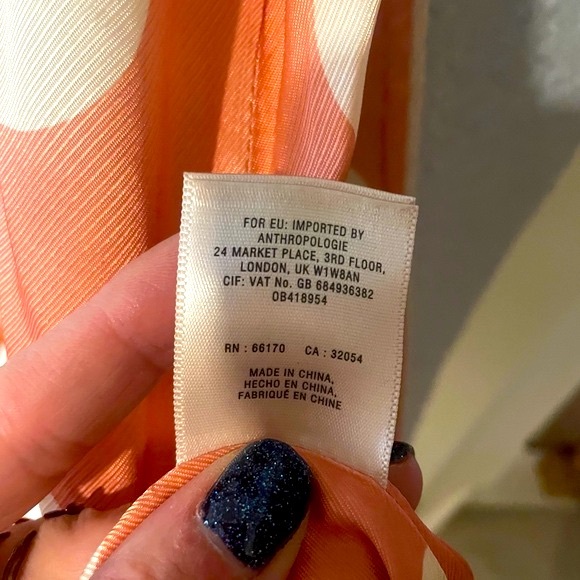 FOR EU: IMPORTED BY
ANTHROPOLOGIE
24 MARKET PLACE, 3RD FLOOR,
LONDON, UK W1W8AN
CIF: VAT No. GB 684936382
OB418954
RN : 66170 CA : 32054
MADE IN CHINA,
HECHO EN CHINA,
FABRIQUÉ EN CHINE